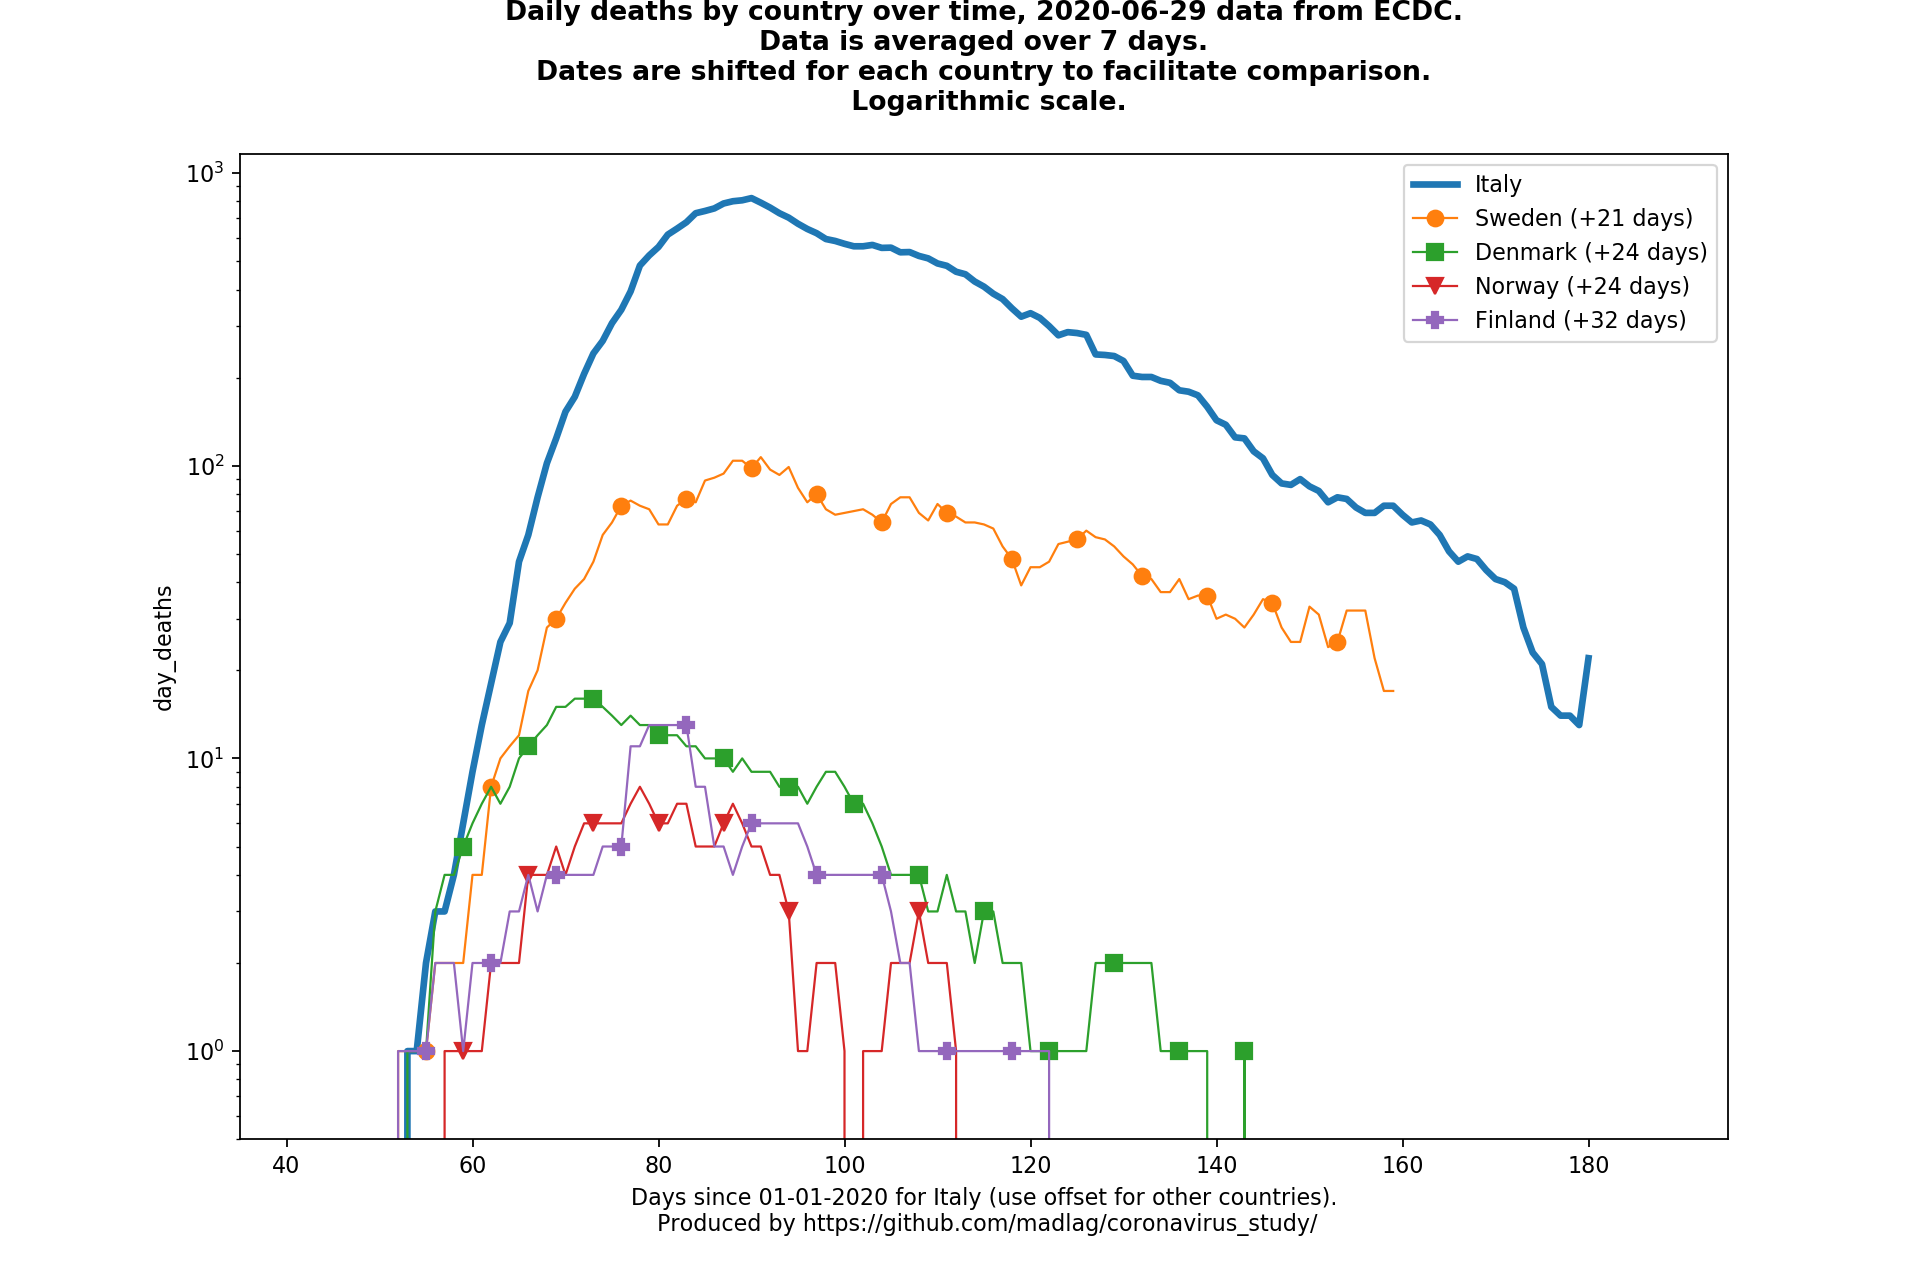 Daily deaths by country over time, 2020-06-29 data from ECDC.
Data is averaged over 7 days.
Dates are shifted for each country to facilitate comparison.
Logarithmic scale.
10³
10²
10¹
10⁰
day_deaths
Italy
Sweden (+21 days)
Denmark (+24 days)
Norway (+24 days)
Finland (+32 days)
40 60 80 100 120 140 160 180
Days since 01-01-2020 for Italy (use offset for other countries).
Produced by https://github.com/madlag/coronavirus_study/